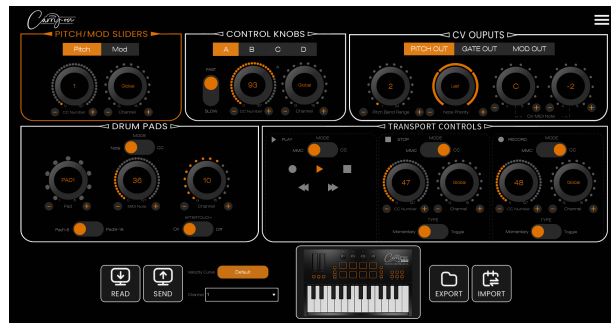 Carry-on
PITCH/MOD SLIDERS
CONTROL KNOBS
CV OUPUTS
Pitch Mod
A B C D
PITCH OUT GATE OUT MOD OUT
1 Global
CC Number Channel
FAST
SLOW
93 Global
CC Number Channel
2 Last C -2
Pitch Bend Range Note Priority
0V MIDI Note
DRUM PADS
TRANSPORT CONTROLS
MODE
Note CC
PAD1 36 10
Pad Midi Note Channel
AFTERTOUCH
Pads1-8 Pads9-16
On Off
PLAY
MODE
MMC CC
STOP
MODE
MMC CC
47 Global
CC Number Channel
TYPE
Momentary Toggle
RECORD
MODE
MMC CC
48 Global
CC Number Channel
TYPE
Momentary Toggle
READ
SEND
Velocity Curve Default
Channel 1
EXPORT
IMPORT